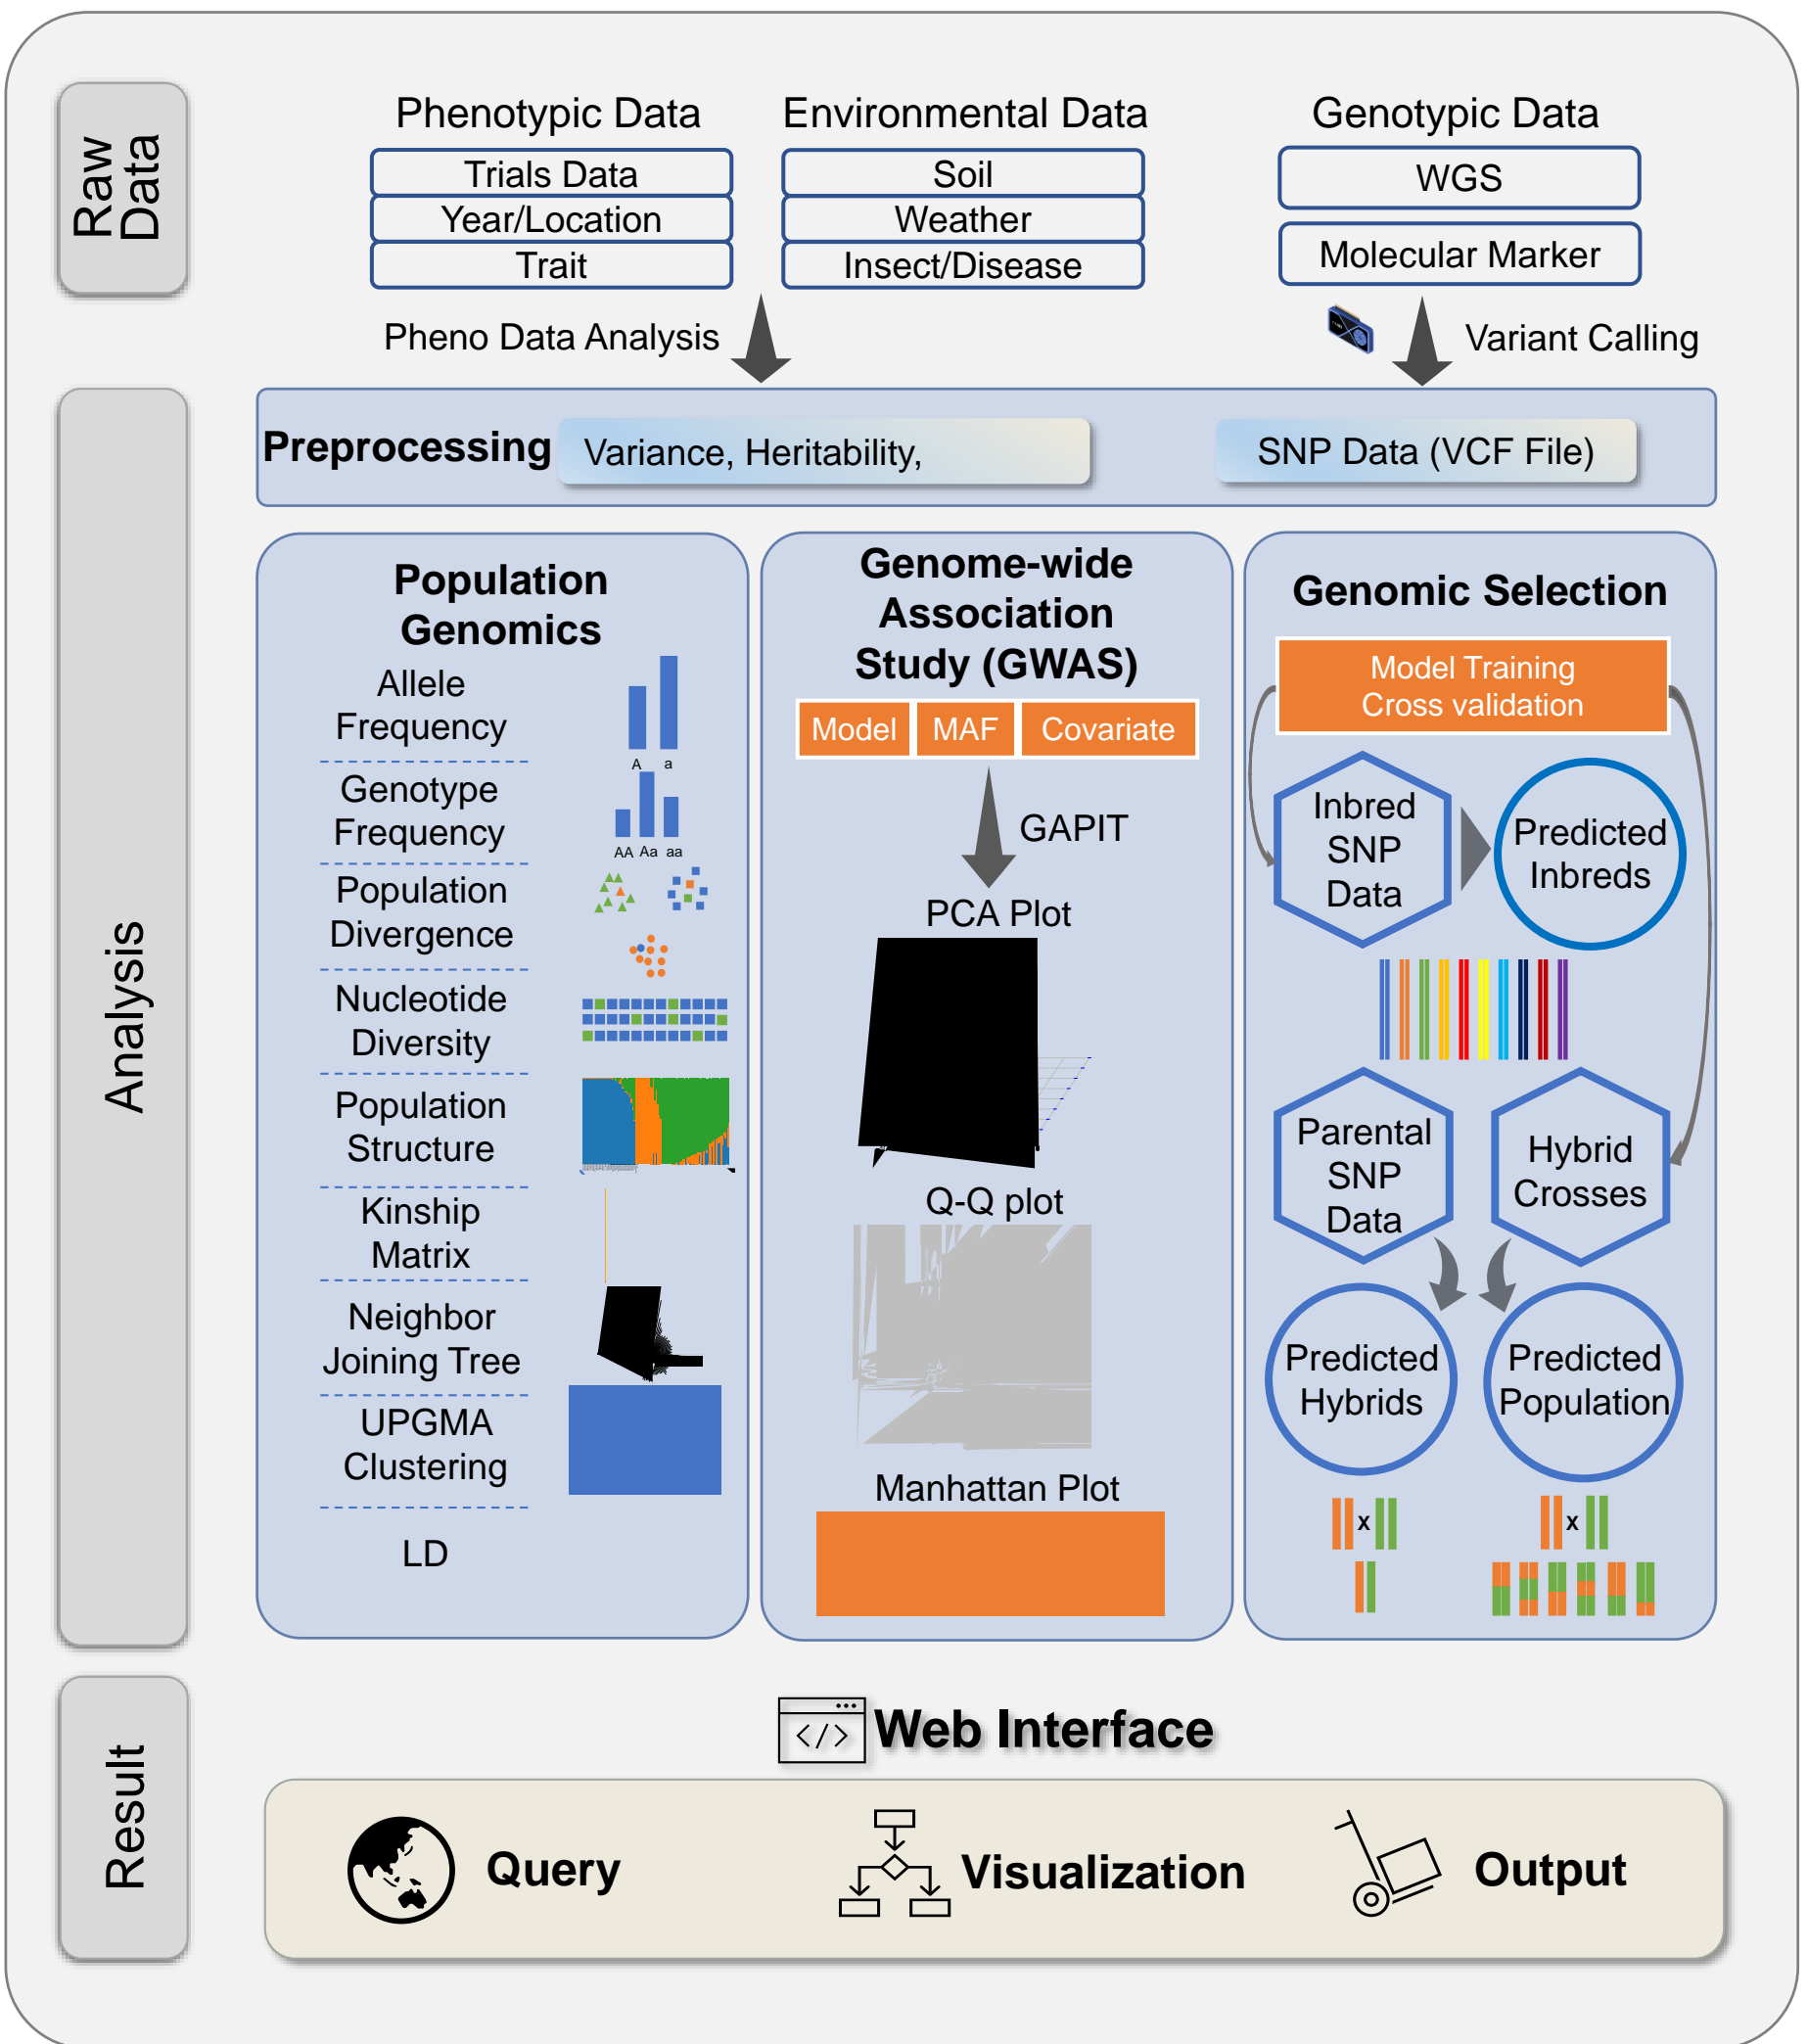 Raw
Data
Phenotypic Data
Trials Data
Year/Location
Trait
Environmental Data
Soil
Weather
Insect/Disease
Genotypic Data
WGS
Molecular Marker
Pheno Data Analysis
Variant Calling
Analysis
Preprocessing
Variance, Heritability,
SNP Data (VCF File)
Population
Genomics
Allele
Frequency
A a
Genotype
Frequency
AA Aa aa
Population
Divergence
Nucleotide
Diversity
Population
Structure
Kinship
Matrix
Neighbor
Joining Tree
UPGMA
Clustering
LD
Genome-wide
Association
Study (GWAS)
Model
MAF
Covariate
GAPIT
PCA Plot
Q-Q plot
Manhattan Plot
Genomic Selection
Model Training
Cross validation
Inbred
SNP
Data
Predicted
Inbreds
Parental
SNP
Data
Hybrid
Crosses
Predicted
Hybrids
Predicted
Population
x
x
Result
</> Web Interface
Query
Visualization
Output